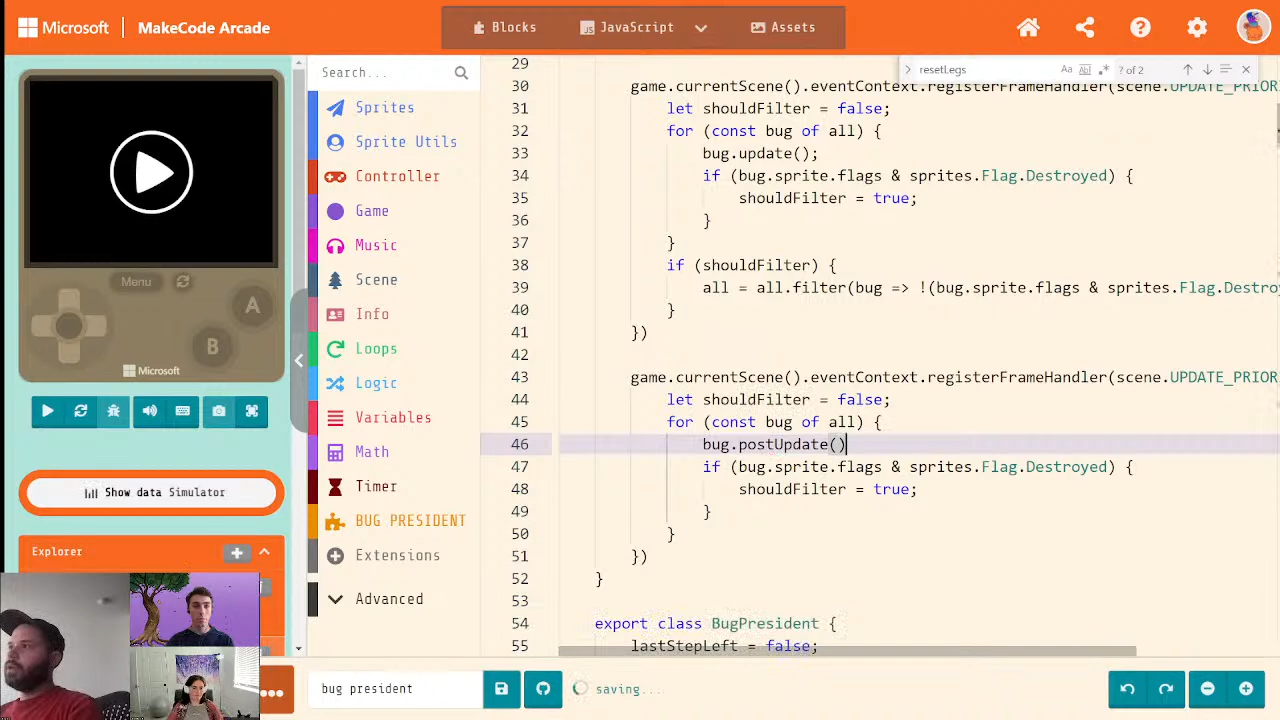 Microsoft
MakeCode Arcade
Blocks
JavaScript
Assets
Menu
A
B
Microsoft
Show data Simulator
Explorer
Search...
Sprites
Sprite Utils
Controller
Game
Music
Scene
Info
Loops
Logic
Variables
Math
Timer
BUG PRESIDENT
Extensions
Advanced
resetLegs
Aa
ab
? of 2
29
30 game.currentScene().eventContext.registerFrameHandler(scene.UPDATE_PRIOR
31 let shouldFilter = false;
32 for (const bug of all) {
33 bug.update();
34 if (bug.sprite.flags & sprites.Flag.Destroyed) {
35 shouldFilter = true;
36 }
37 }
38 if (shouldFilter) {
39 all = all.filter(bug => !(bug.sprite.flags & sprites.Flag.Destro
40 }
41 })
42
43 game.currentScene().eventContext.registerFrameHandler(scene.UPDATE_PRIOR
44 let shouldFilter = false;
45 for (const bug of all) {
46 bug.postUpdate()
47 if (bug.sprite.flags & sprites.Flag.Destroyed) {
48 shouldFilter = true;
49 }
50 }
51 })
52 }
53
54 export class BugPresident {
55 lastStepLeft = false;
bug president
saving...